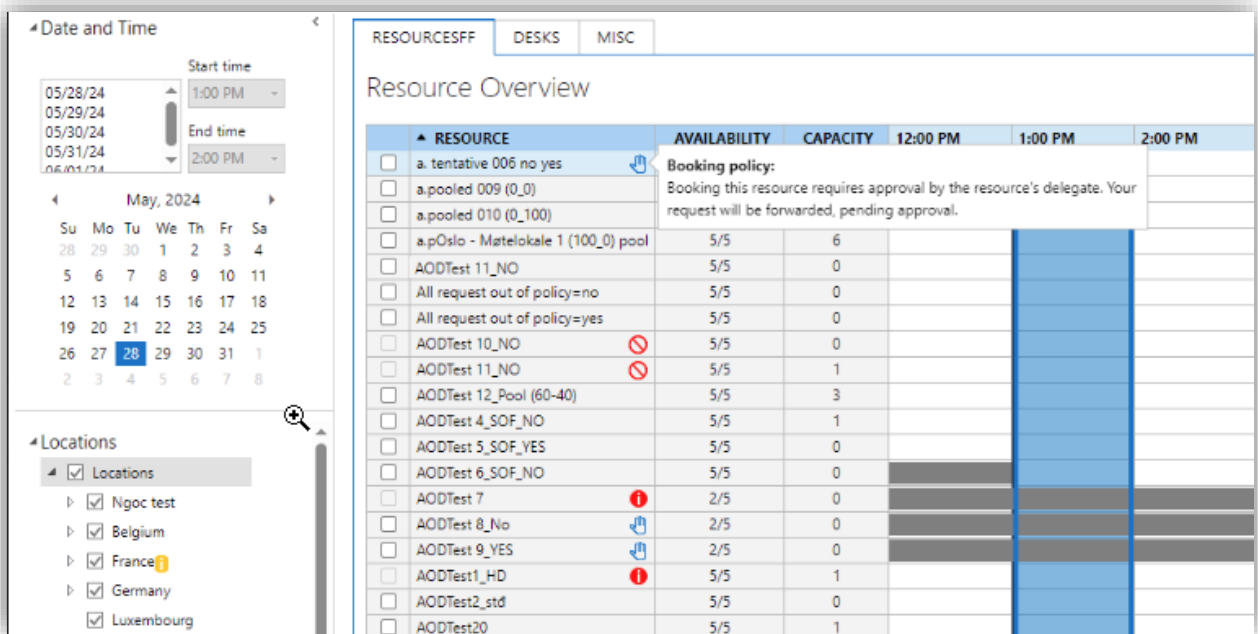 Date and Time
Start time
05/28/24
05/29/24
05/30/24
05/31/24
06/01/24
1:00 PM
End time
2:00 PM
May, 2024
Su Mo Tu We Th Fr Sa
28 29 30 1 2 3 4
5 6 7 8 9 10 11
12 13 14 15 16 17 18
19 20 21 22 23 24 25
26 27 28 29 30 31 1
2 3 4 5 6 7 8
Locations
Locations
Ngoc test
Belgium
France
Germany
Luxembourg
RESOURCESFF DESKS MISC
Resource Overview
RESOURCE AVAILABILITY CAPACITY 12:00 PM 1:00 PM 2:00 PM
a. tentative 006 no yes
Booking policy:
Booking this resource requires approval by the resource's delegate. Your
request will be forwarded, pending approval.
a.pooled 009 (0_0)
a.pooled 010 (0_100)
a.pOslo - Møtelokale 1 (100_0) pool 5/5 6
AODTest 11_NO 5/5 0
All request out of policy=no 5/5 0
All request out of policy=yes 5/5 0
AODTest 10_NO 5/5 0
AODTest 11_NO 5/5 1
AODTest 12_Pool (60-40) 5/5 3
AODTest 4_SOF_NO 5/5 1
AODTest 5_SOF_YES 5/5 0
AODTest 6_SOF_NO 5/5 0
AODTest 7 2/5 0
AODTest 8_No 2/5 0
AODTest 9_YES 2/5 0
AODTest1_HD 5/5 1
AODTest2_stđ 5/5 0
AODTest20 5/5 1